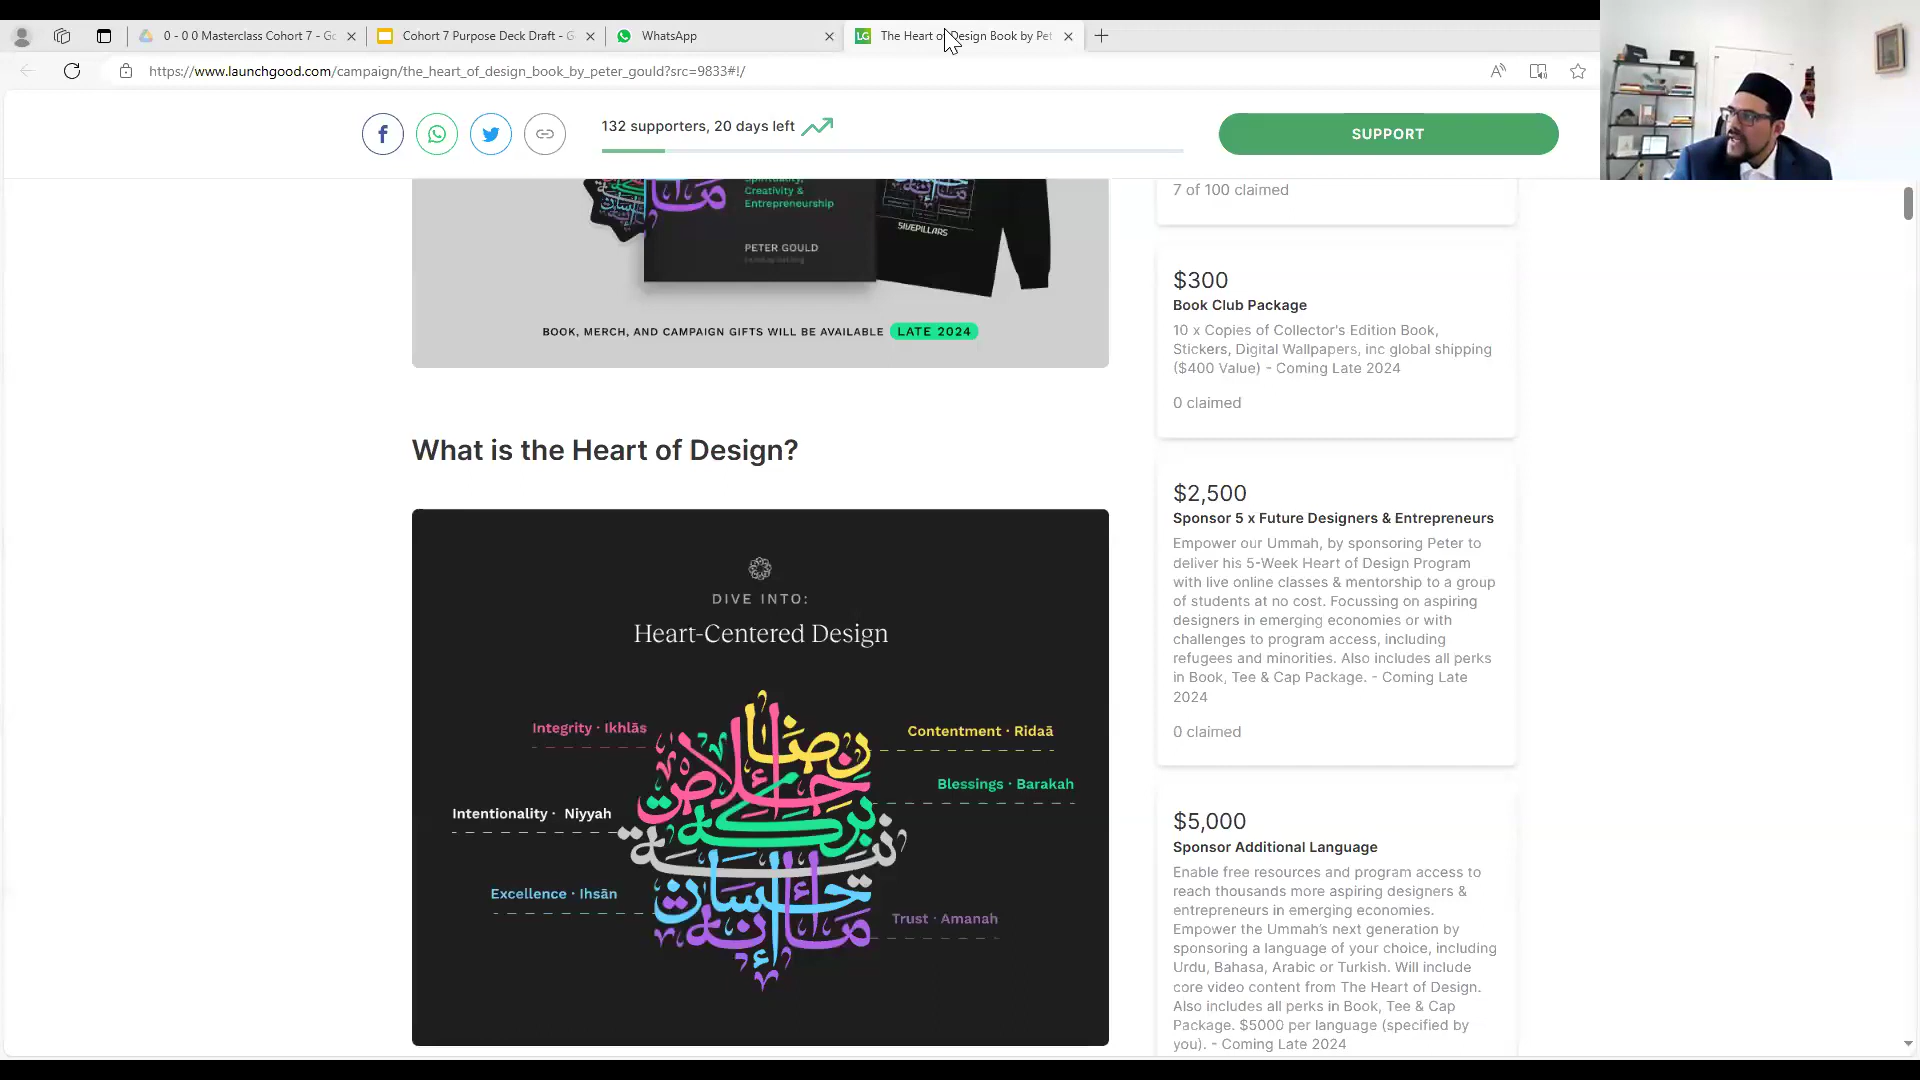 0 - 0 0 Masterclass Cohort 7 - Go
Cohort 7 Purpose Deck Draft - G
WhatsApp
LG
The Heart of Design Book by Pet
https://www.launchgood.com/campaign/the_heart_of_design_book_by_peter_gould?src=9833#!/
132 supporters, 20 days left
SUPPORT
Spirituality,
Creativity &
Entrepreneurship
PETER GOULD
5IVEPILLARS
BOOK, MERCH, AND CAMPAIGN GIFTS WILL BE AVAILABLE LATE 2024
What is the Heart of Design?
DIVE INTO:
Heart-Centered Design
Integrity · Ikhlās
Contentment · Ridaā
Blessings · Barakah
Intentionality · Niyyah
Excellence · Ihsān
Trust · Amanah
7 of 100 claimed
$300
Book Club Package
10 x Copies of Collector's Edition Book,
Stickers, Digital Wallpapers, inc global shipping
($400 Value) - Coming Late 2024
0 claimed
$2,500
Sponsor 5 x Future Designers & Entrepreneurs
Empower our Ummah, by sponsoring Peter to
deliver his 5-Week Heart of Design Program
with live online classes & mentorship to a group
of students at no cost. Focussing on aspiring
designers in emerging economies or with
challenges to program access, including
refugees and minorities. Also includes all perks
in Book, Tee & Cap Package. - Coming Late
2024
0 claimed
$5,000
Sponsor Additional Language
Enable free resources and program access to
reach thousands more aspiring designers &
entrepreneurs in emerging economies.
Empower the Ummah's next generation by
sponsoring a language of your choice, including
Urdu, Bahasa, Arabic or Turkish. Will include
core video content from The Heart of Design.
Also includes all perks in Book, Tee & Cap
Package. $5000 per language (specified by
you). - Coming Late 2024